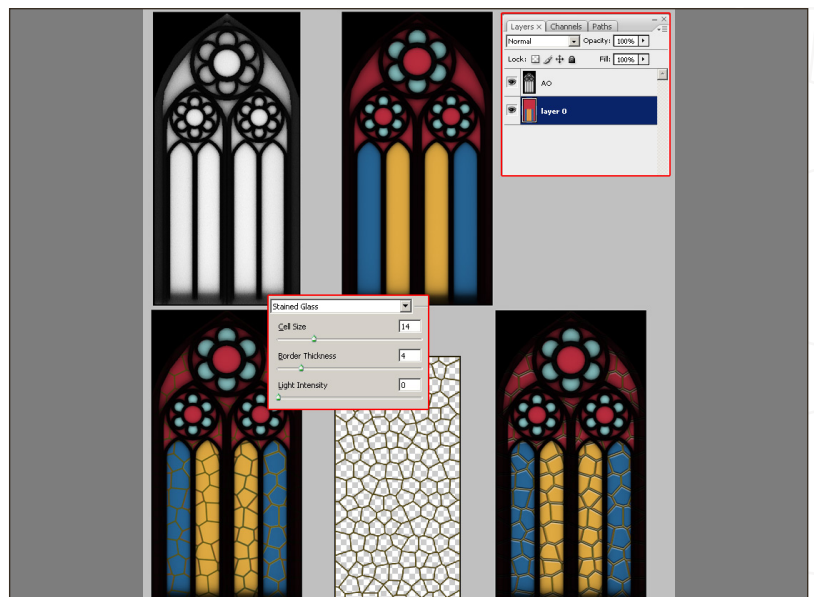 Layers × Channels Paths
Normal Opacity: 100%
Lock: Fill: 100%
AO
layer 0
Stained Glass
Cell Size 14
Border Thickness 4
Light Intensity 0